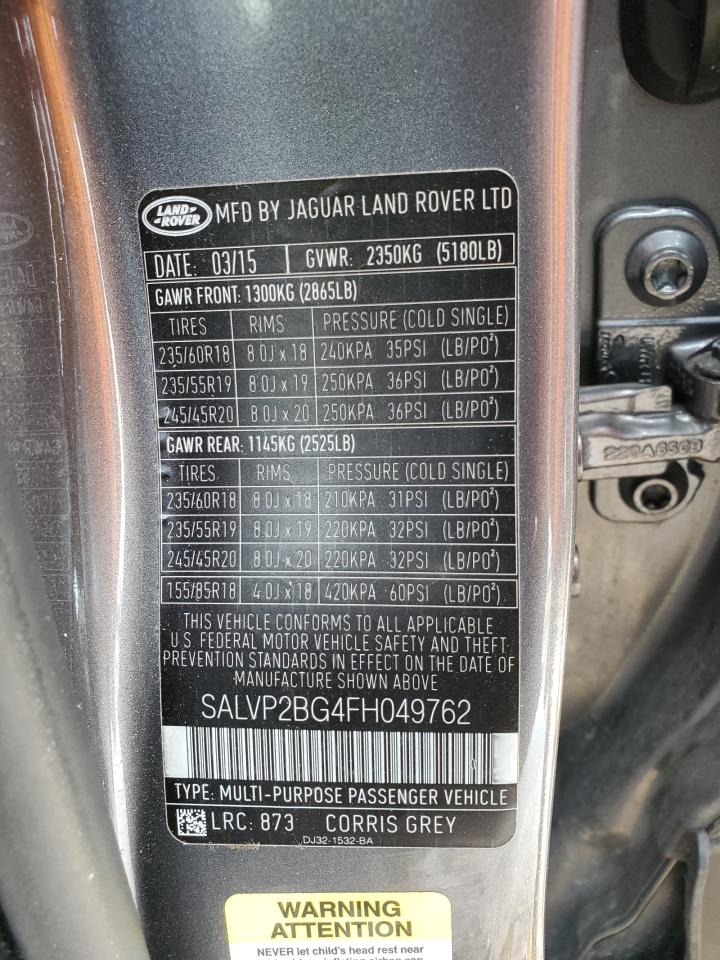 LAND-
-ROVER
MFD BY JAGUAR LAND ROVER LTD
DATE: 03/15 GVWR: 2350KG (5180LB)
GAWR FRONT: 1300KG (2865LB)
TIRES RIMS PRESSURE (COLD SINGLE)
235/60R18 8.0J x 18 240KPA 35PSI (LB/PO²)
235/55R19 8.0J x 19 250KPA 36PSI (LB/PO²)
245/45R20 8.0J x 20 250KPA 36PSI (LB/PO²)
GAWR REAR: 1145KG (2525LB)
TIRES RIMS PRESSURE (COLD SINGLE)
235/60R18 8.0J x 18 210KPA 31PSI (LB/PO²)
235/55R19 8.0J x 19 220KPA 32PSI (LB/PO²)
245/45R20 8.0J x 20 220KPA 32PSI (LB/PO²)
155/85R18 4.0J x 18 420KPA 60PSI (LB/PO²)
THIS VEHICLE CONFORMS TO ALL APPLICABLE
U.S. FEDERAL MOTOR VEHICLE SAFETY AND THEFT
PREVENTION STANDARDS IN EFFECT ON THE DATE OF
MANUFACTURE SHOWN ABOVE
SALVP2BG4FH049762
TYPE: MULTI-PURPOSE PASSENGER VEHICLE
LRC: 873 CORRIS GREY
DJ32-1532-BA
WARNING
ATTENTION
NEVER let child's head rest near